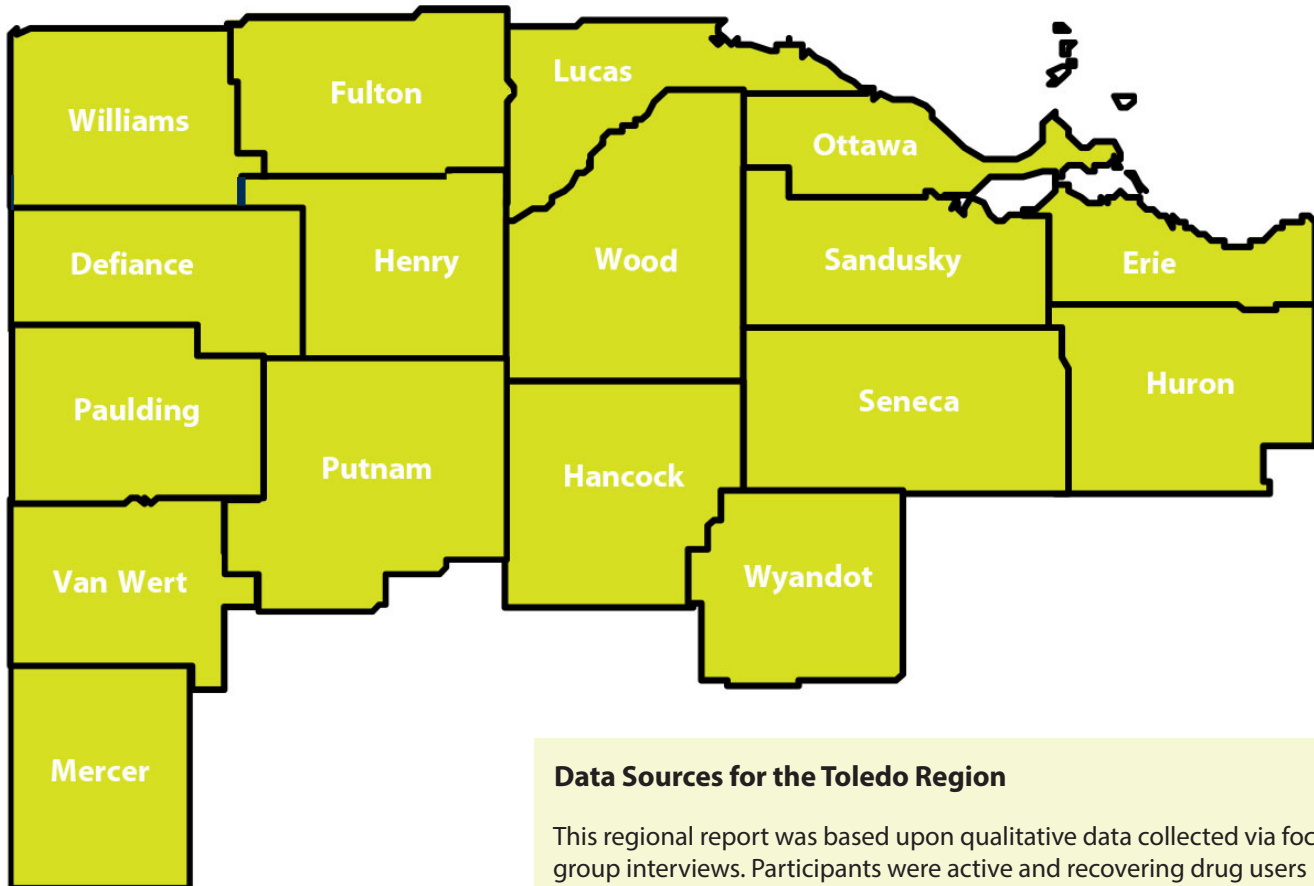 Lucas
Fulton
Williams
Ottawa
Defiance
Henry
Wood
Sandusky
Erie
Paulding
Putnam
Hancock
Seneca
Huron
Van Wert
Wyandot
Mercer
Data Sources for the Toledo Region
This regional report was based upon qualitative data collected via
group interviews. Participants were active and recovering drug users